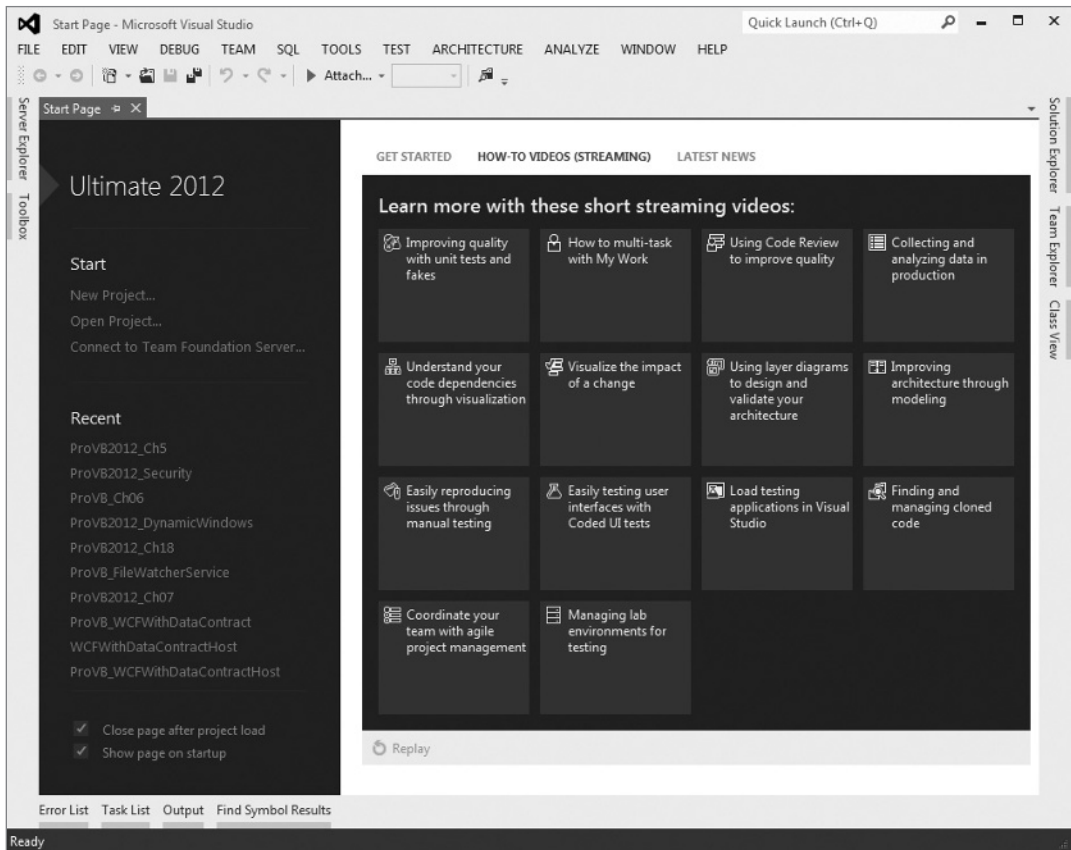 Start Page - Microsoft Visual Studio
Quick Launch (Ctrl+Q)
FILE EDIT VIEW DEBUG TEAM SQL TOOLS TEST ARCHITECTURE ANALYZE WINDOW HELP
Attach...
Server Explorer
Toolbox
Start Page
Ultimate 2012
Start
New Project...
Open Project...
Connect to Team Foundation Server...
Recent
ProVB2012_Ch5
ProVB2012_Security
ProVB_Ch06
ProVB2012_DynamicWindows
ProVB2012_Ch18
ProVB_FileWatcherService
ProVB2012_Ch07
ProVB_WCFWithDataContract
WCFWithDataContractHost
ProVB_WCFWithDataContractHost
Close page after project load
Show page on startup
GET STARTED HOW-TO VIDEOS (STREAMING) LATEST NEWS
Learn more with these short streaming videos:
Improving quality
with unit tests and
fakes
How to multi-task
with My Work
Using Code Review
to improve quality
Collecting and
analyzing data in
production
Understand your
code dependencies
through visualization
Visualize the impact
of a change
Using layer diagrams
to design and
validate your
architecture
Improving
architecture through
modeling
Easily reproducing
issues through
manual testing
Easily testing user
interfaces with
Coded UI tests
Load testing
applications in Visual
Studio
Finding and
managing cloned
code
Coordinate your
team with agile
project management
Managing lab
environments for
testing
Replay
Solution Explorer
Team Explorer
Class View
Error List Task List Output Find Symbol Results
Ready